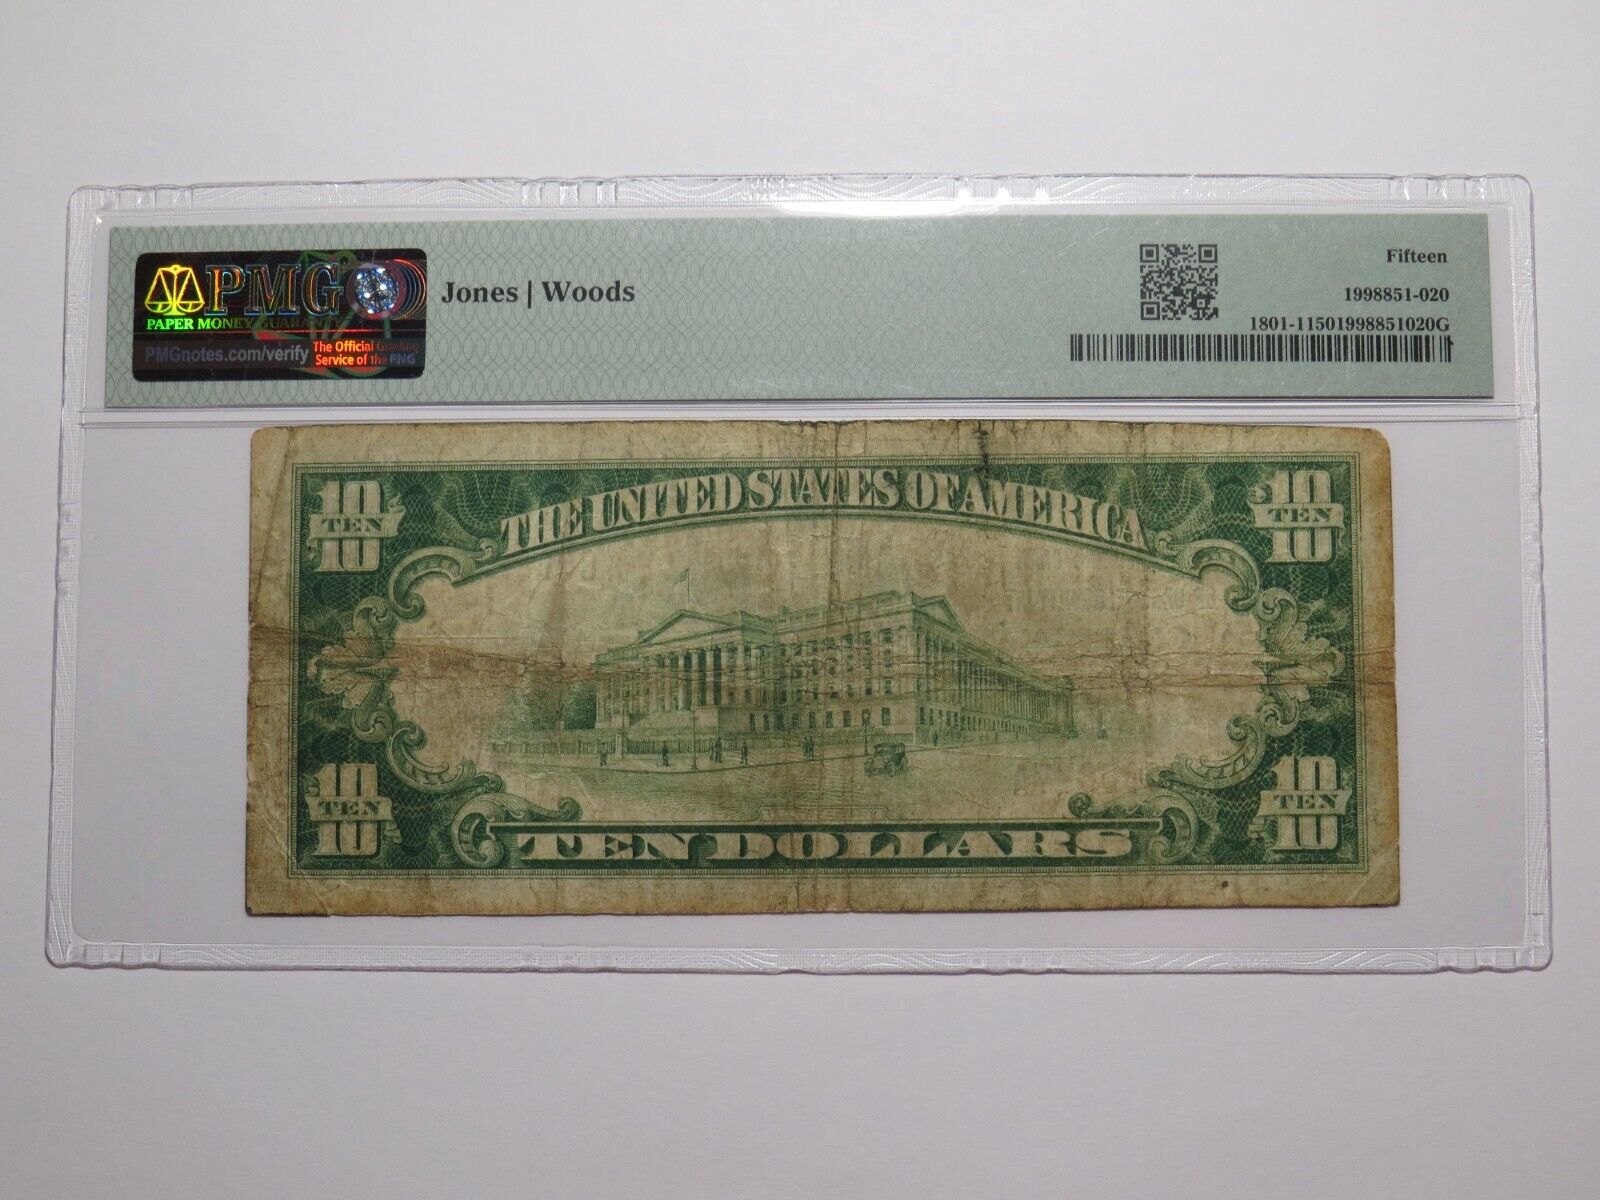 PMG
PAPER MONEY GUARANTY
PMGnotes.com/verify
The Official Grading
Service of the PNG
Jones | Woods
Fifteen
1998851-020
1801-11501998851020G
THE UNITED STATES OF AMERICA
10
TEN
10
10
TEN
10
10
TEN
10
10
TEN
10
TEN DOLLARS